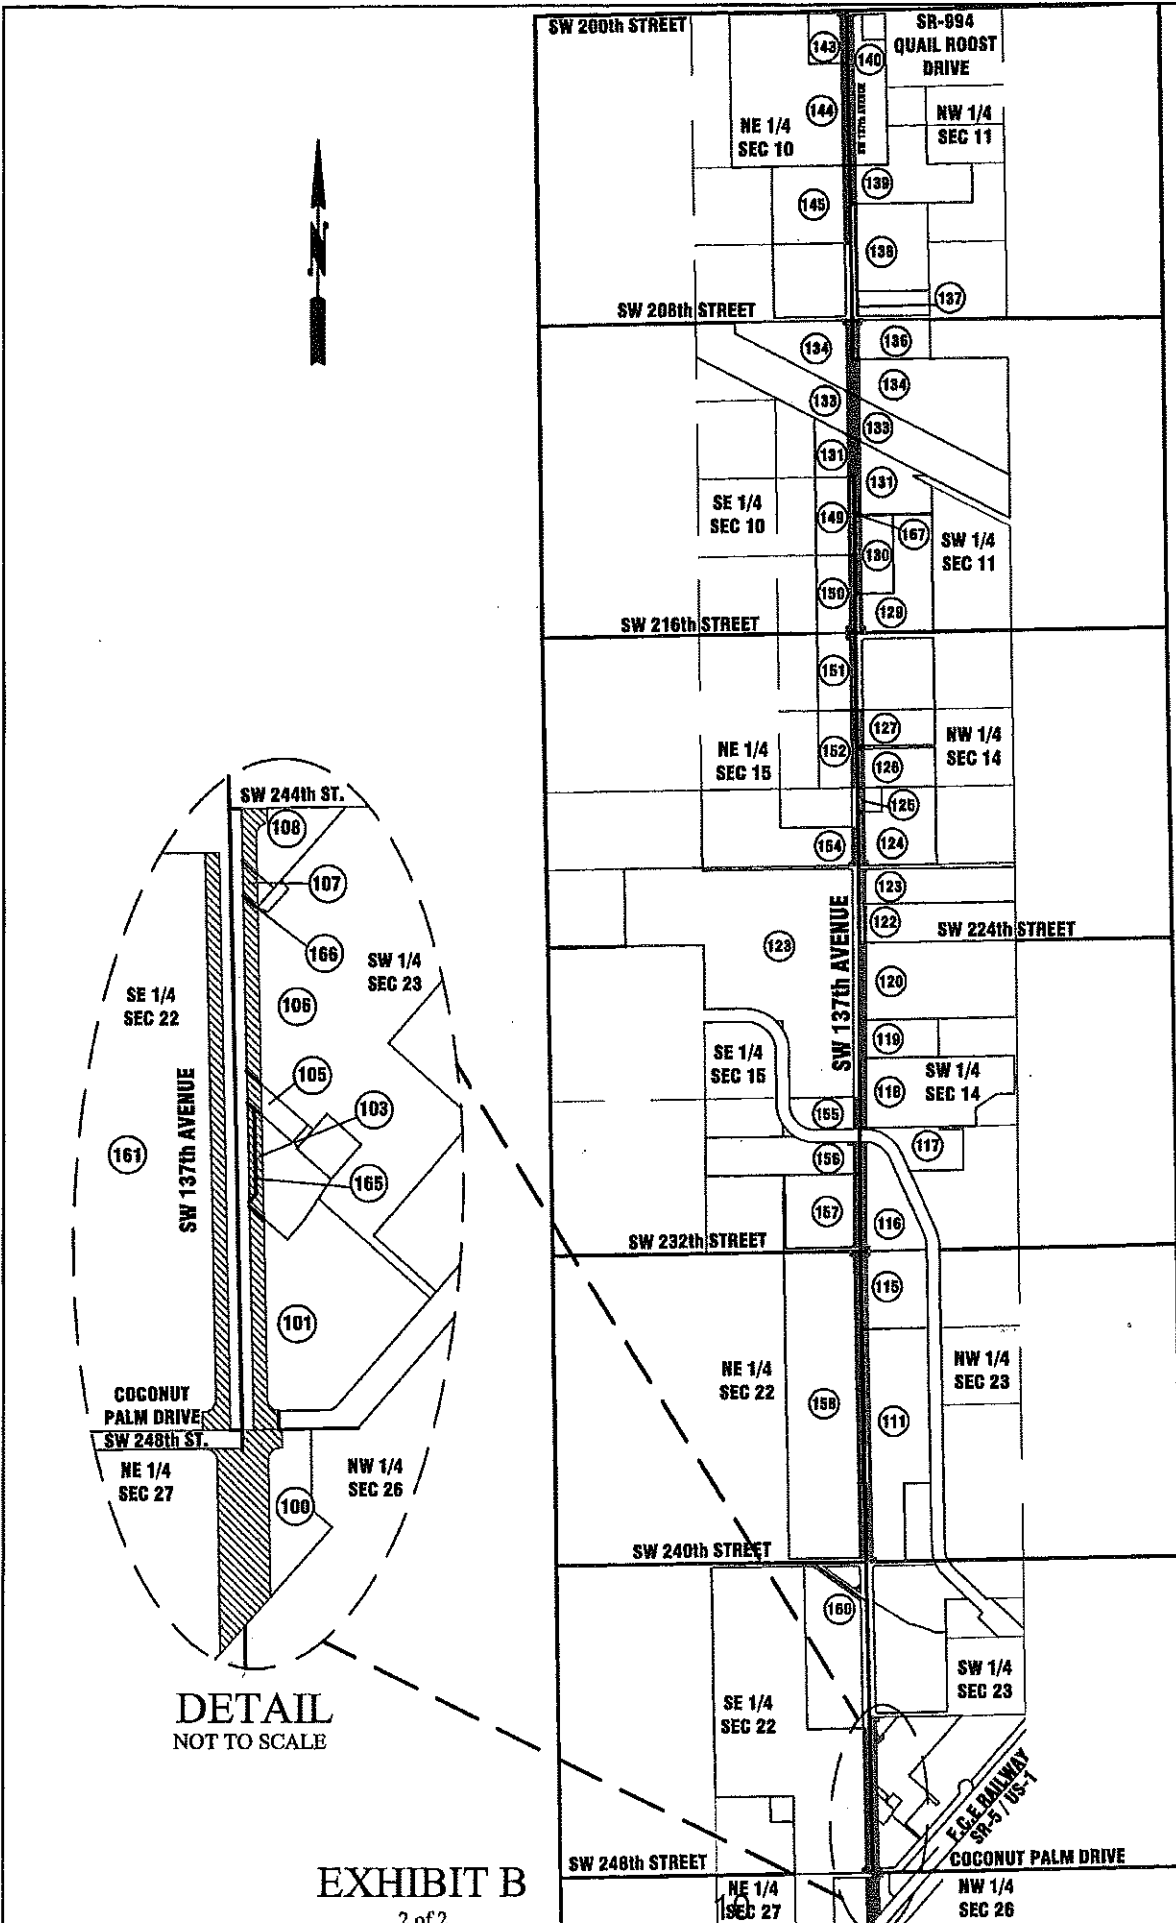 SW 200th STREET
SR-994
QUAIL ROOST
DRIVE
143
140
144
SW 137th AVENUE
NE 1/4
SEC 10
NW 1/4
SEC 11
139
145
138
137
N
SW 208th STREET
136
134
134
133
133
131
131
SE 1/4
SEC 10
149
167
130
SW 1/4
SEC 11
150
129
SW 216th STREET
151
127
NW 1/4
SEC 14
NE 1/4
SEC 15
152
126
125
154
124
123
122
SW 224th STREET
123
SW 137th AVENUE
120
119
SE 1/4
SEC 15
118
SW 1/4
SEC 14
155
117
156
157
116
SW 232th STREET
115
NE 1/4
SEC 22
NW 1/4
SEC 23
158
111
SW 240th STREET
160
SW 1/4
SEC 23
SE 1/4
SEC 22
F.C.E RAILWAY
SR-5 / US-1
SW 248th STREET
COCONUT PALM DRIVE
NE 1/4
SEC 27
NW 1/4
SEC 26
SW 244th ST.
108
107
166
SW 1/4
SEC 23
SE 1/4
SEC 22
106
105
103
161
SW 137th AVENUE
165
101
COCONUT
PALM DRIVE
SW 248th ST.
NE 1/4
SEC 27
NW 1/4
SEC 26
100
DETAIL
NOT TO SCALE
EXHIBIT B
2 of 2